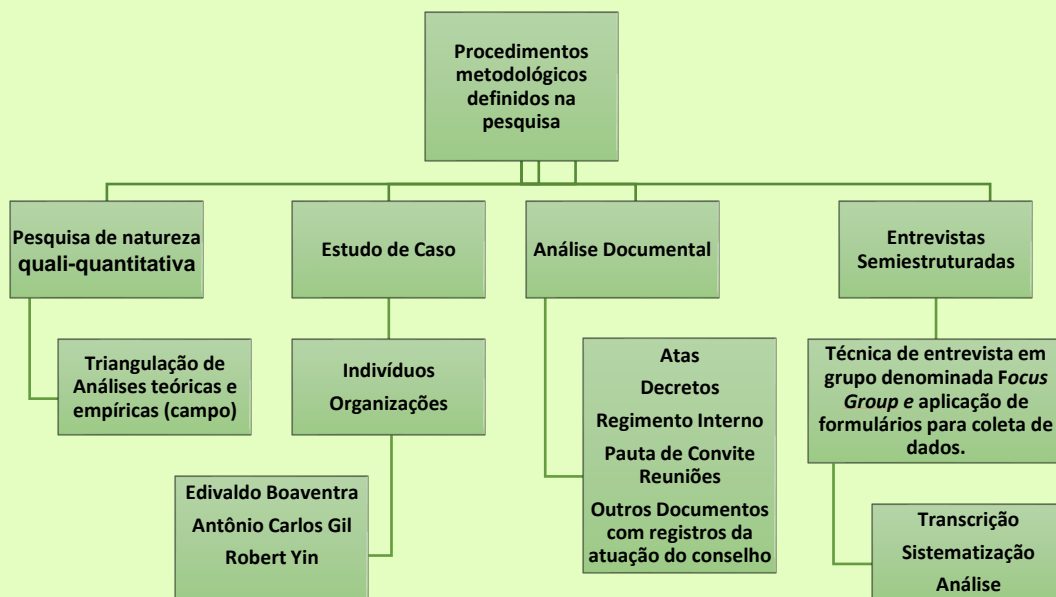 Procedimentos
metodológicos
definidos na
pesquisa
Pesquisa de natureza
quali-quantitativa
Estudo de Caso
Análise Documental
Entrevistas
Semiestruturadas
Triangulação de
Análises teóricas e
empíricas (campo)
Indivíduos
Organizações
Atas
Decretos
Regimento Interno
Pauta de Convite
Reuniões
Outros Documentos
com registros da
atuação do conselho
Técnica de entrevista em
grupo denominada Focus
Group e aplicação de
formulários para coleta de
dados.
Edivaldo Boaventra
Antônio Carlos Gil
Robert Yin
Transcrição
Sistematização
Análise